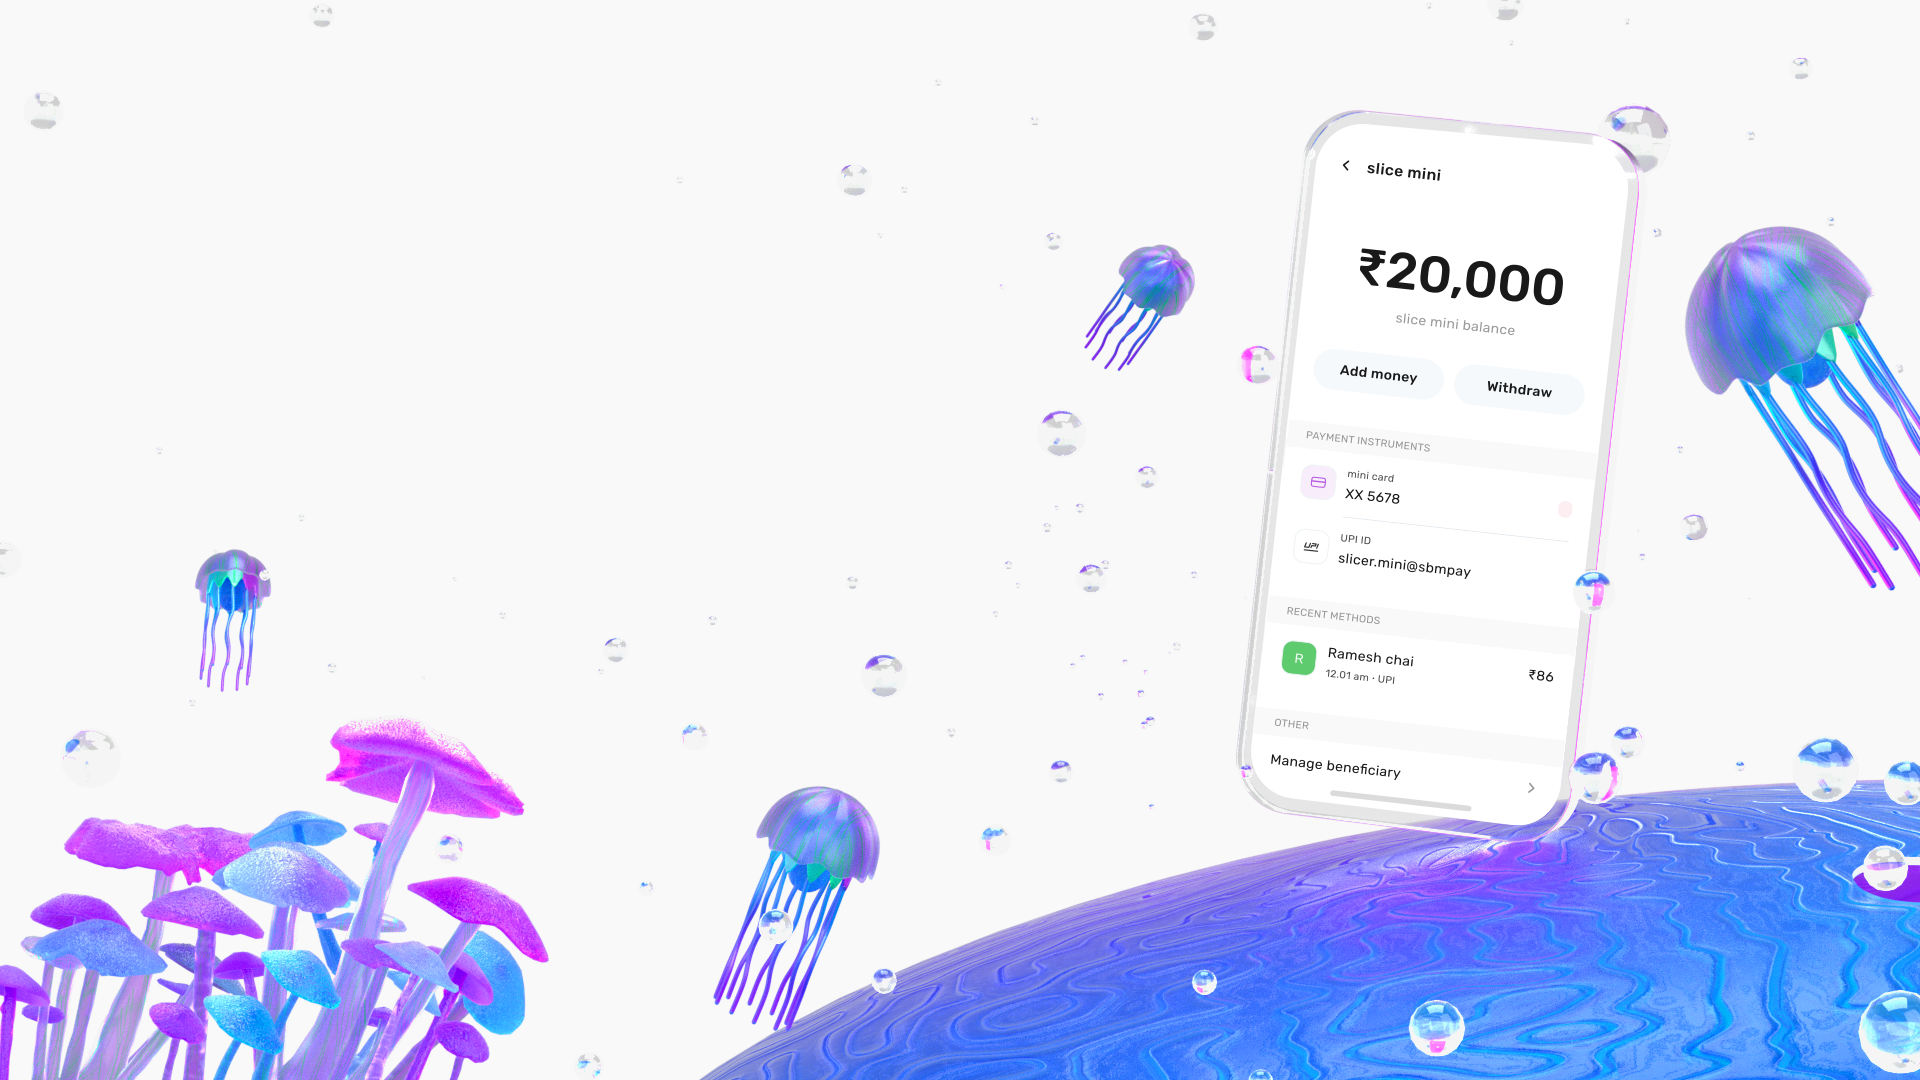 slice mini
₹20,000
slice mini balance
Add money
Withdraw
PAYMENT INSTRUMENTS
mini card
XX 5678
UPI
UPI ID
slicer.mini@sbmpay
RECENT METHODS
R
Ramesh chai
₹86
12.01 am · UPI
OTHER
Manage beneficiary